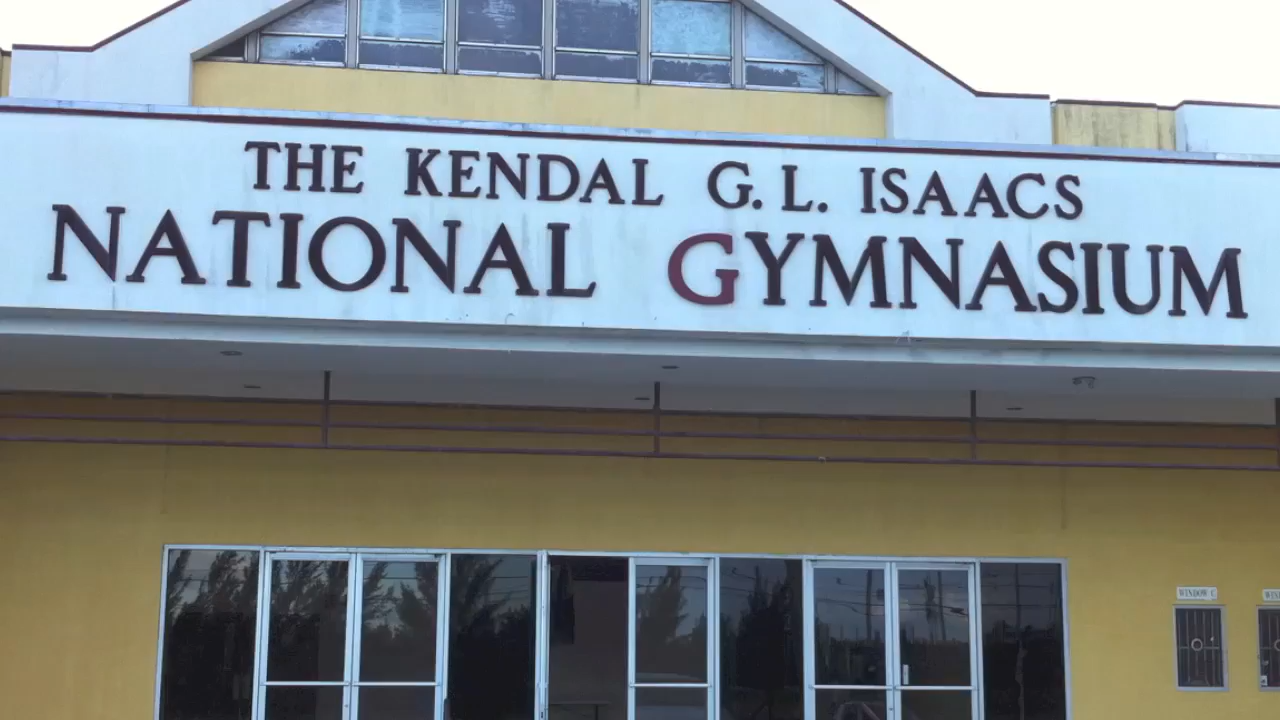 THE KENDAL G. L. ISAACS
NATIONAL GYMNASIUM
WINDOW C